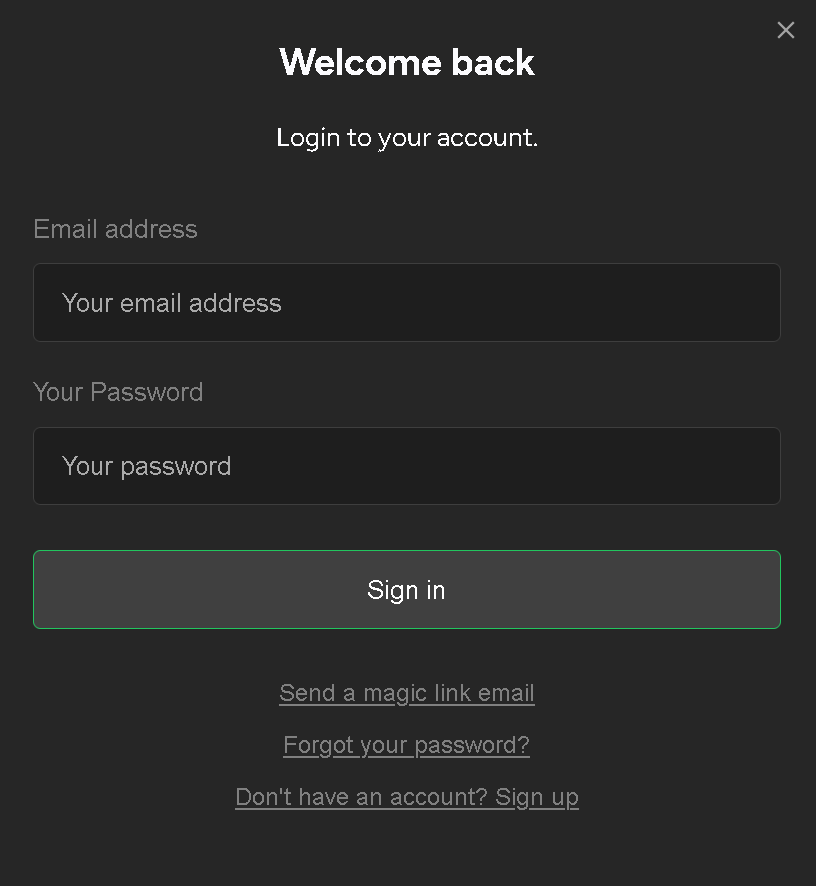 Welcome back
Login to your account.
Email address
Your email address
Your Password
Your password
Sign in
Send a magic link email
Forgot your password?
Don't have an account? Sign up